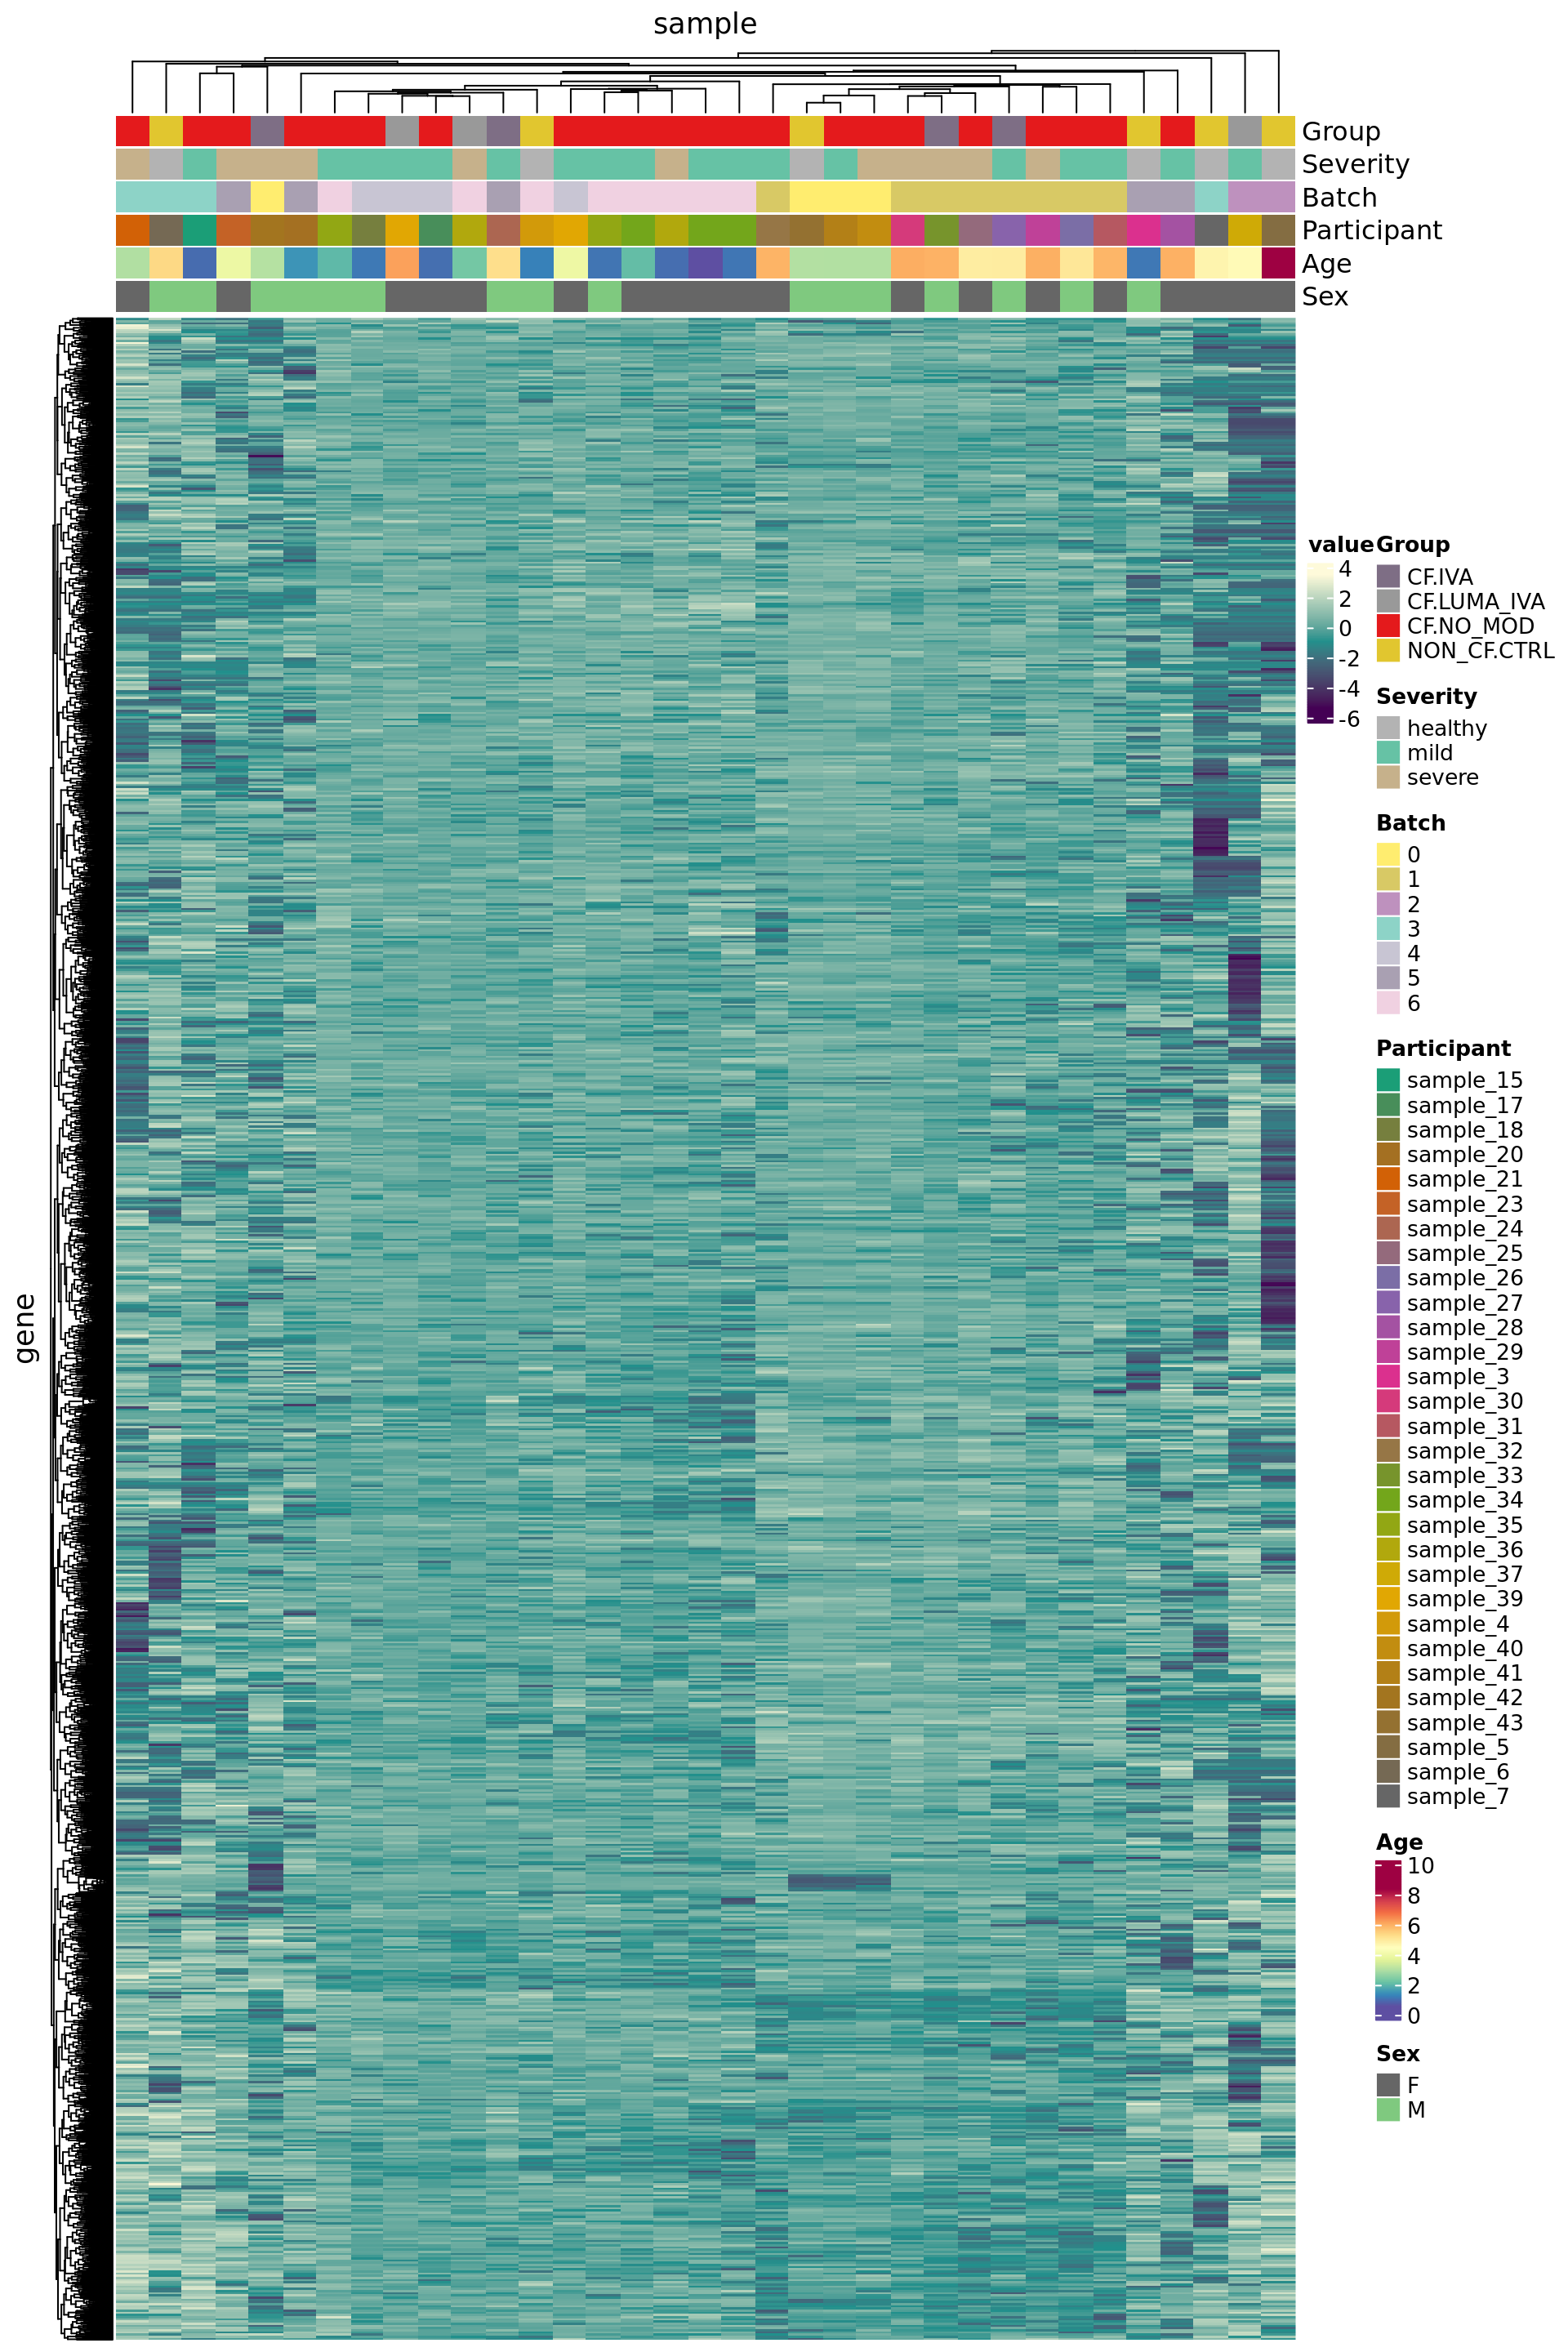 sample
Group
Severity
Batch
Participant
Age
Sex
gene
value
4
2
0
-2
-4
-6
Group
CF.IVA
CF.LUMA_IVA
CF.NO_MOD
NON_CF.CTRL
Severity
healthy
mild
severe
Batch
0
1
2
3
4
5
6
Participant
sample_15
sample_17
sample_18
sample_20
sample_21
sample_23
sample_24
sample_25
sample_26
sample_27
sample_28
sample_29
sample_3
sample_30
sample_31
sample_32
sample_33
sample_34
sample_35
sample_36
sample_37
sample_39
sample_4
sample_40
sample_41
sample_42
sample_43
sample_5
sample_6
sample_7
Age
10
8
6
4
2
0
Sex
F
M